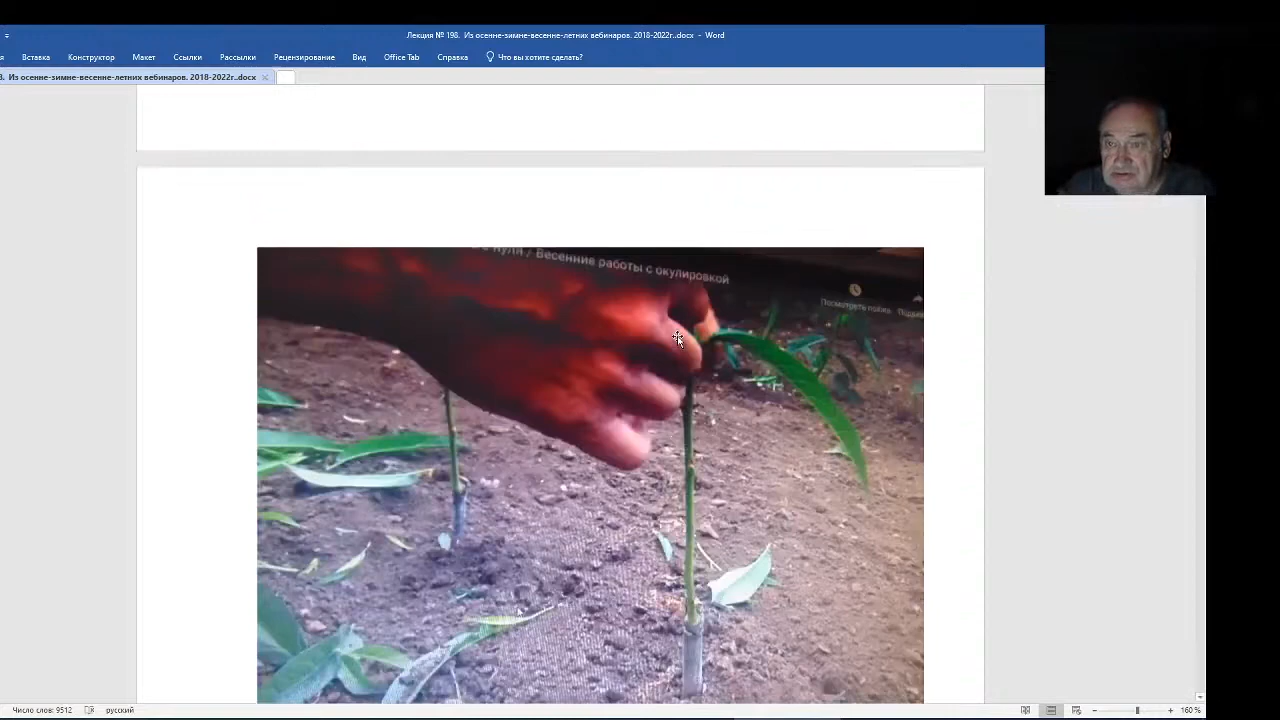 Лекция № 198. Из осенне-зимне-весенне-летних вебинаров. 2018-2022г..docx - Word
Вставка Конструктор Макет Ссылки Рассылки Рецензирование Вид Office Tab Справка Что вы хотите сделать?
Из осенне-зимне-весенне-летних вебинаров. 2018-2022г..docx
нуля / Весенние работы с окулировкой
Посмотреть
Число слов: 9512 русский 160 %